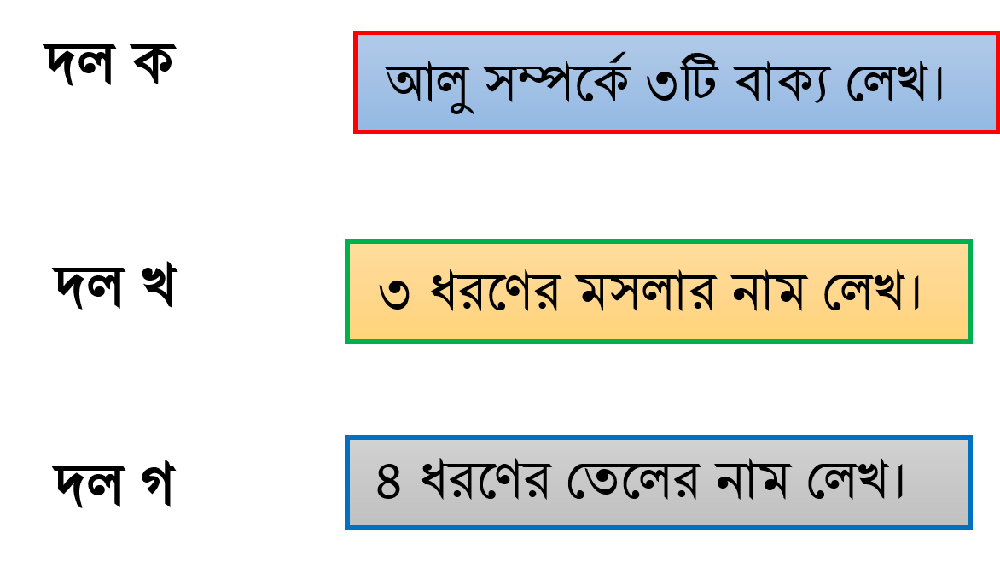 দল ক
আলু সম্পর্কে ৩টি বাক্য লেখ।
দল খ
৩ ধরণের মসলার নাম লেখ।
দল গ
৪ ধরণের তেলের নাম লেখ।